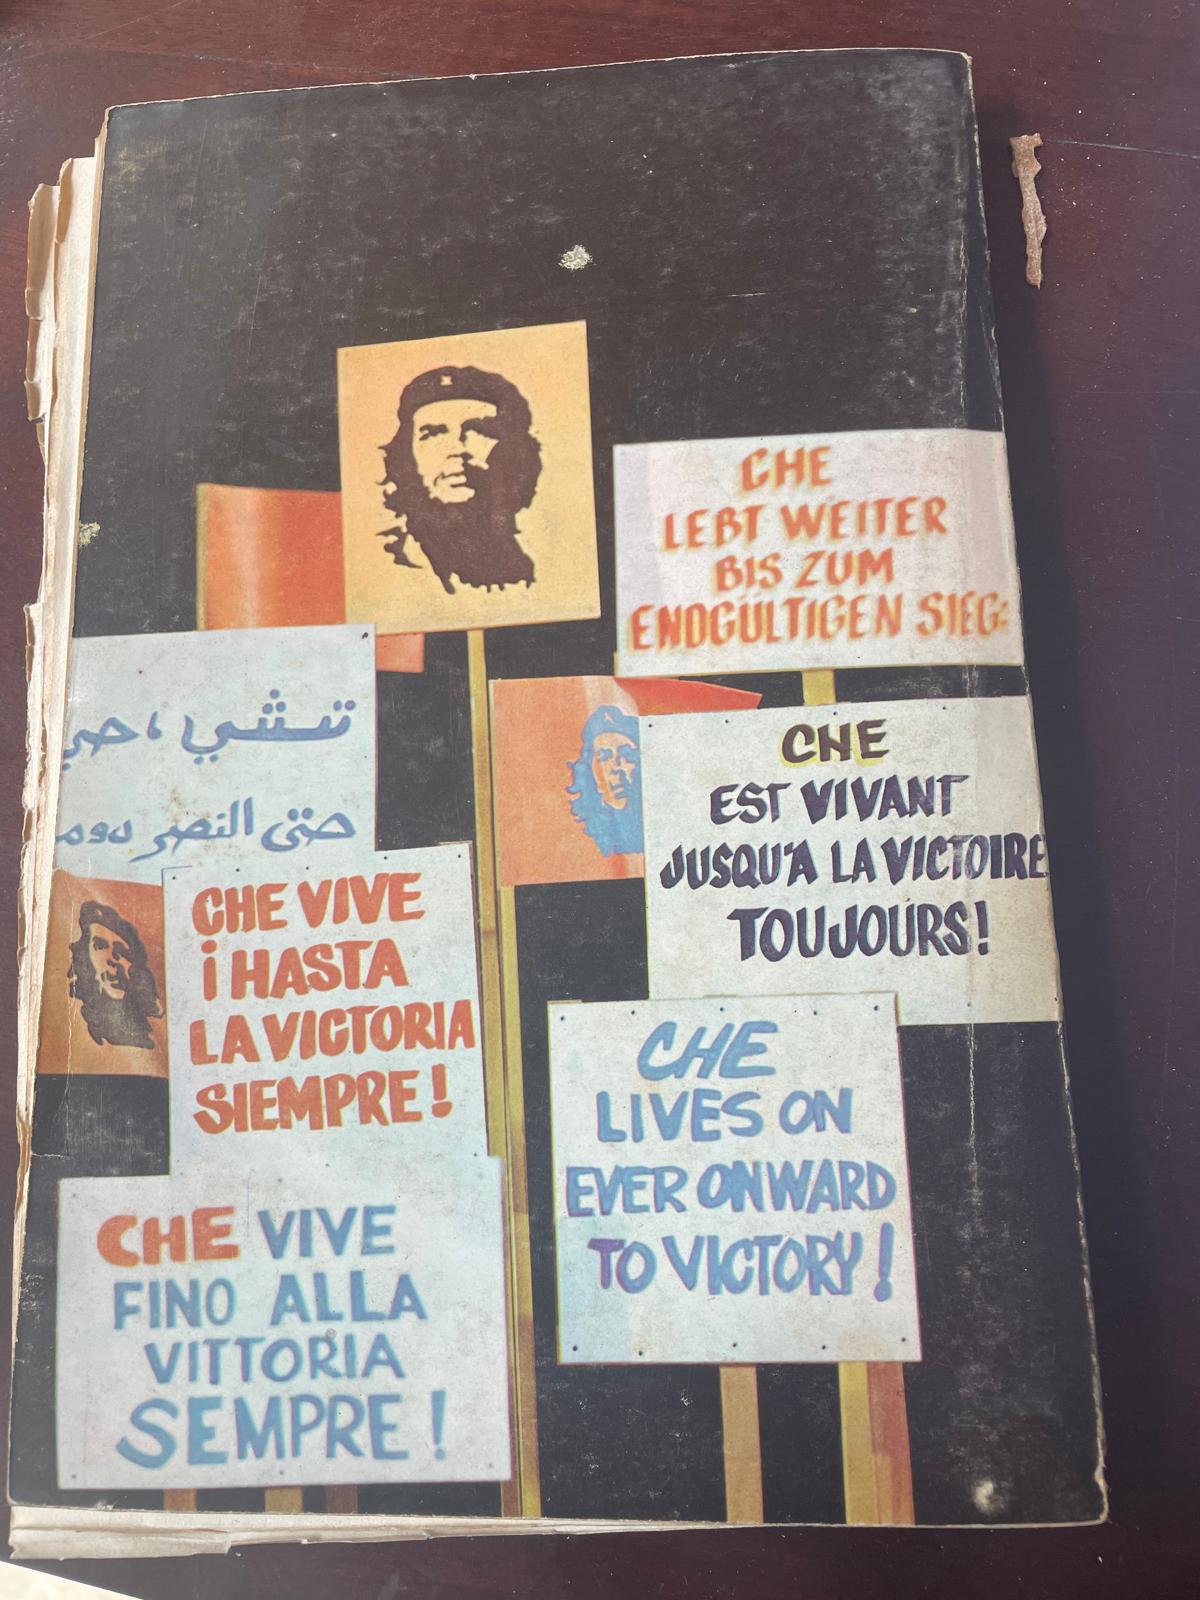 CHE
LEBT WEITER
BIS ZUM
ENDGÜLTIGEN SIEG
تشي، حي
حتى النصر دوم
CHE
EST VIVANT
JUSQU'A LA VICTOIRE
TOUJOURS!
CHE VIVE
¡HASTA
LA VICTORIA
SIEMPRE!
CHE
LIVES ON
EVER ONWARD
TO VICTORY!
CHE VIVE
FINO ALLA
VITTORIA
SEMPRE!